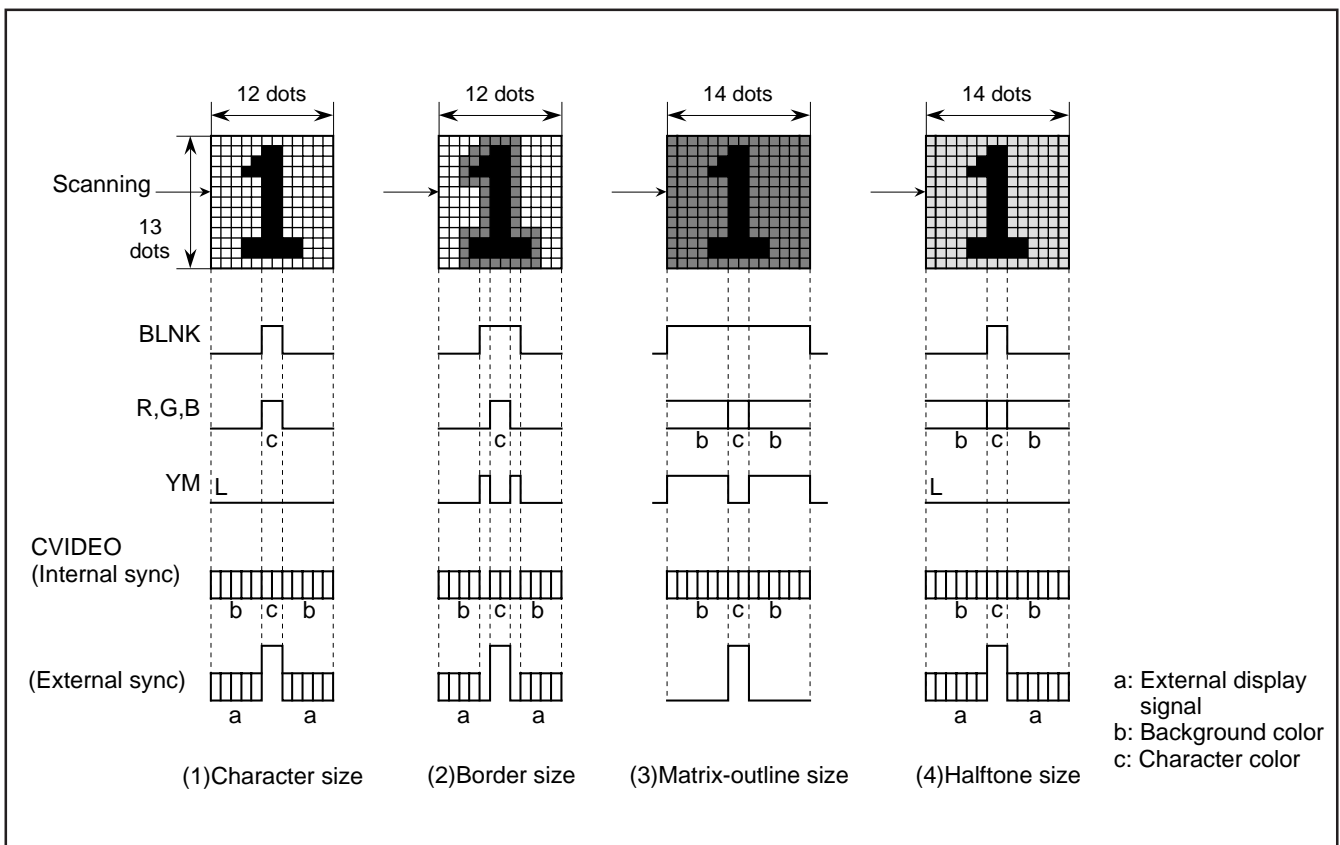 12 dots
12 dots
14 dots
14 dots
Scanning
13
dots
BLNK
R,G,B
c
c
b c b
b c b
YM
L
L
CVIDEO
(Internal sync)
b c b
b c b
b c b
b c b
(External sync)
a a
a a
a a
a: External display
signal
b: Background color
c: Character color
(1)Character size
(2)Border size
(3)Matrix-outline size
(4)Halftone size